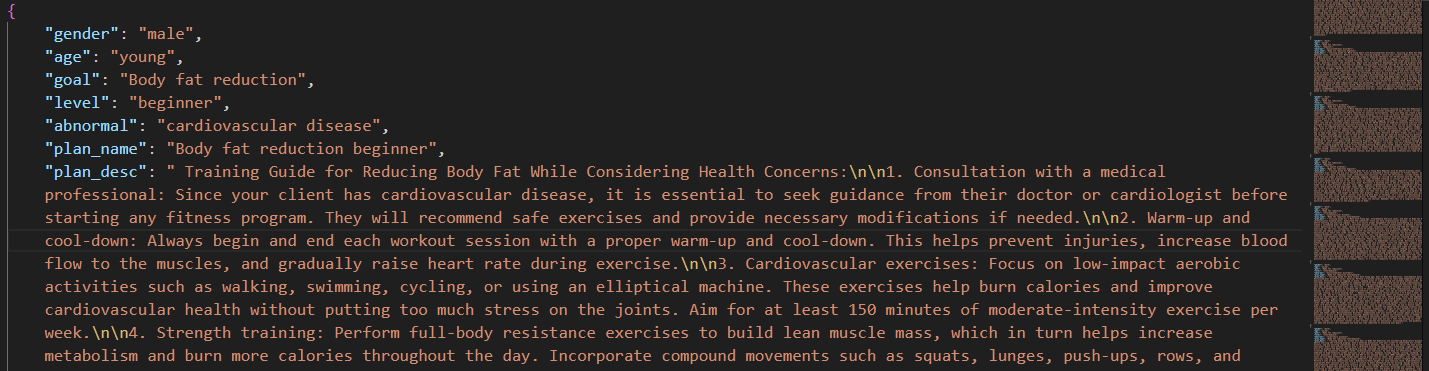 {
"gender": "male",
"age": "young",
"goal": "Body fat reduction",
"level": "beginner",
"abnormal": "cardiovascular disease",
"plan_name": "Body fat reduction beginner",
"plan_desc": " Training Guide for Reducing Body Fat While Considering Health Concerns:\n\n1. Consultation with a medical
professional: Since your client has cardiovascular disease, it is essential to seek guidance from their doctor or cardiologist before
starting any fitness program. They will recommend safe exercises and provide necessary modifications if needed.\n\n2. Warm-up and
cool-down: Always begin and end each workout session with a proper warm-up and cool-down. This helps prevent injuries, increase blood
flow to the muscles, and gradually raise heart rate during exercise.\n\n3. Cardiovascular exercises: Focus on low-impact aerobic
activities such as walking, swimming, cycling, or using an elliptical machine. These exercises help burn calories and improve
cardiovascular health without putting too much stress on the joints. Aim for at least 150 minutes of moderate-intensity exercise per
week.\n\n4. Strength training: Perform full-body resistance exercises to build lean muscle mass, which in turn helps increase
metabolism and burn more calories throughout the day. Incorporate compound movements such as squats, lunges, push-ups, rows, and